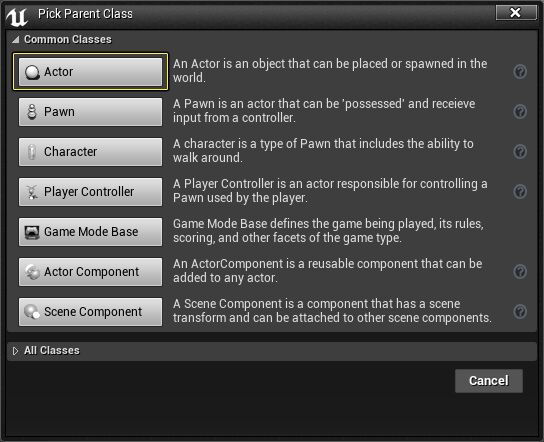 Pick Parent Class
Common Classes
Actor
An Actor is an object that can be placed or spawned in the
world.
Pawn
A Pawn is an actor that can be 'possessed' and receieve
input from a controller.
Character
A character is a type of Pawn that includes the ability to
walk around.
Player Controller
A Player Controller is an actor responsible for controlling a
Pawn used by the player.
Game Mode Base
Game Mode Base defines the game being played, its rules,
scoring, and other facets of the game type.
Actor Component
An ActorComponent is a reusable component that can be
added to any actor.
Scene Component
A Scene Component is a component that has a scene
transform and can be attached to other scene components.
All Classes
Cancel